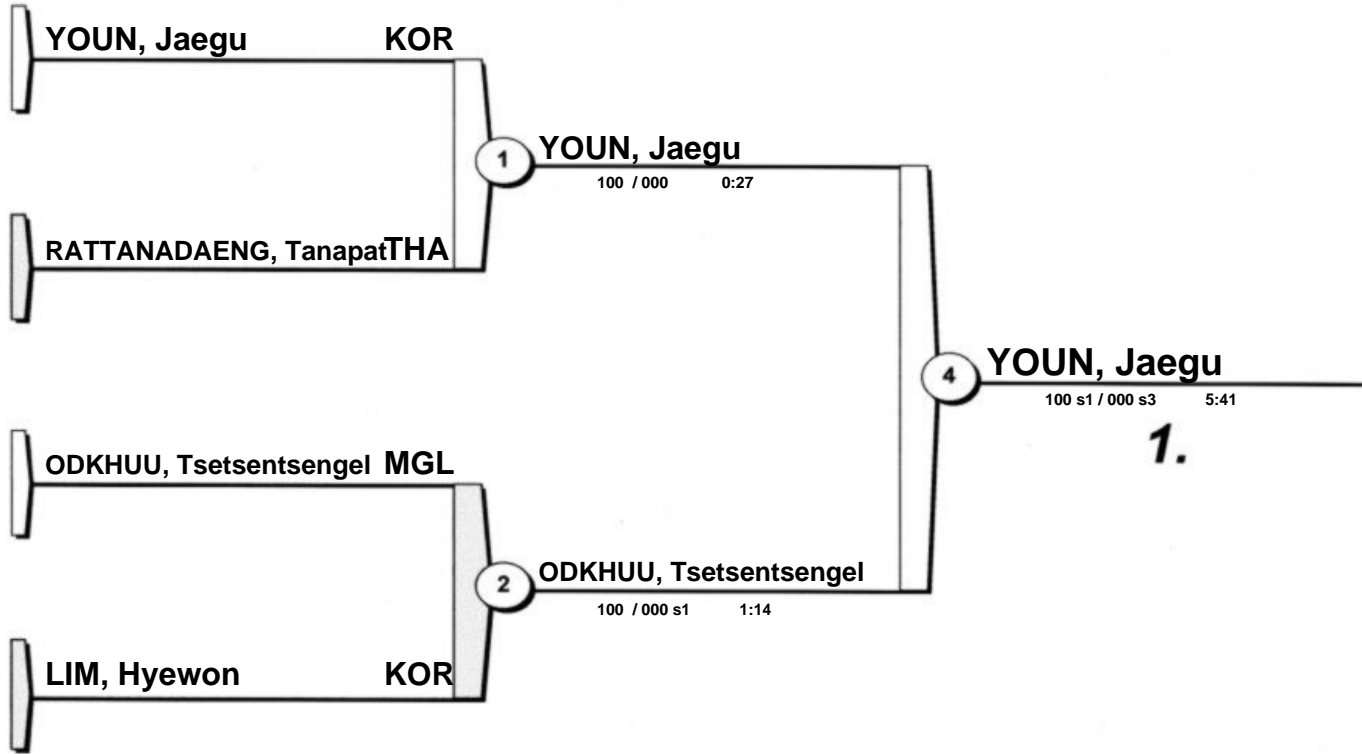 YOUN, Jaegu KOR
1 YOUN, Jaegu
100 / 000 0:27
RATTANADAENG, Tanapat THA
4 YOUN, Jaegu
100 s1 / 000 s3 5:41
1.
ODKHUU, Tsetsentsengel MGL
2 ODKHUU, Tsetsentsengel
100 / 000 s1 1:14
LIM, Hyewon KOR